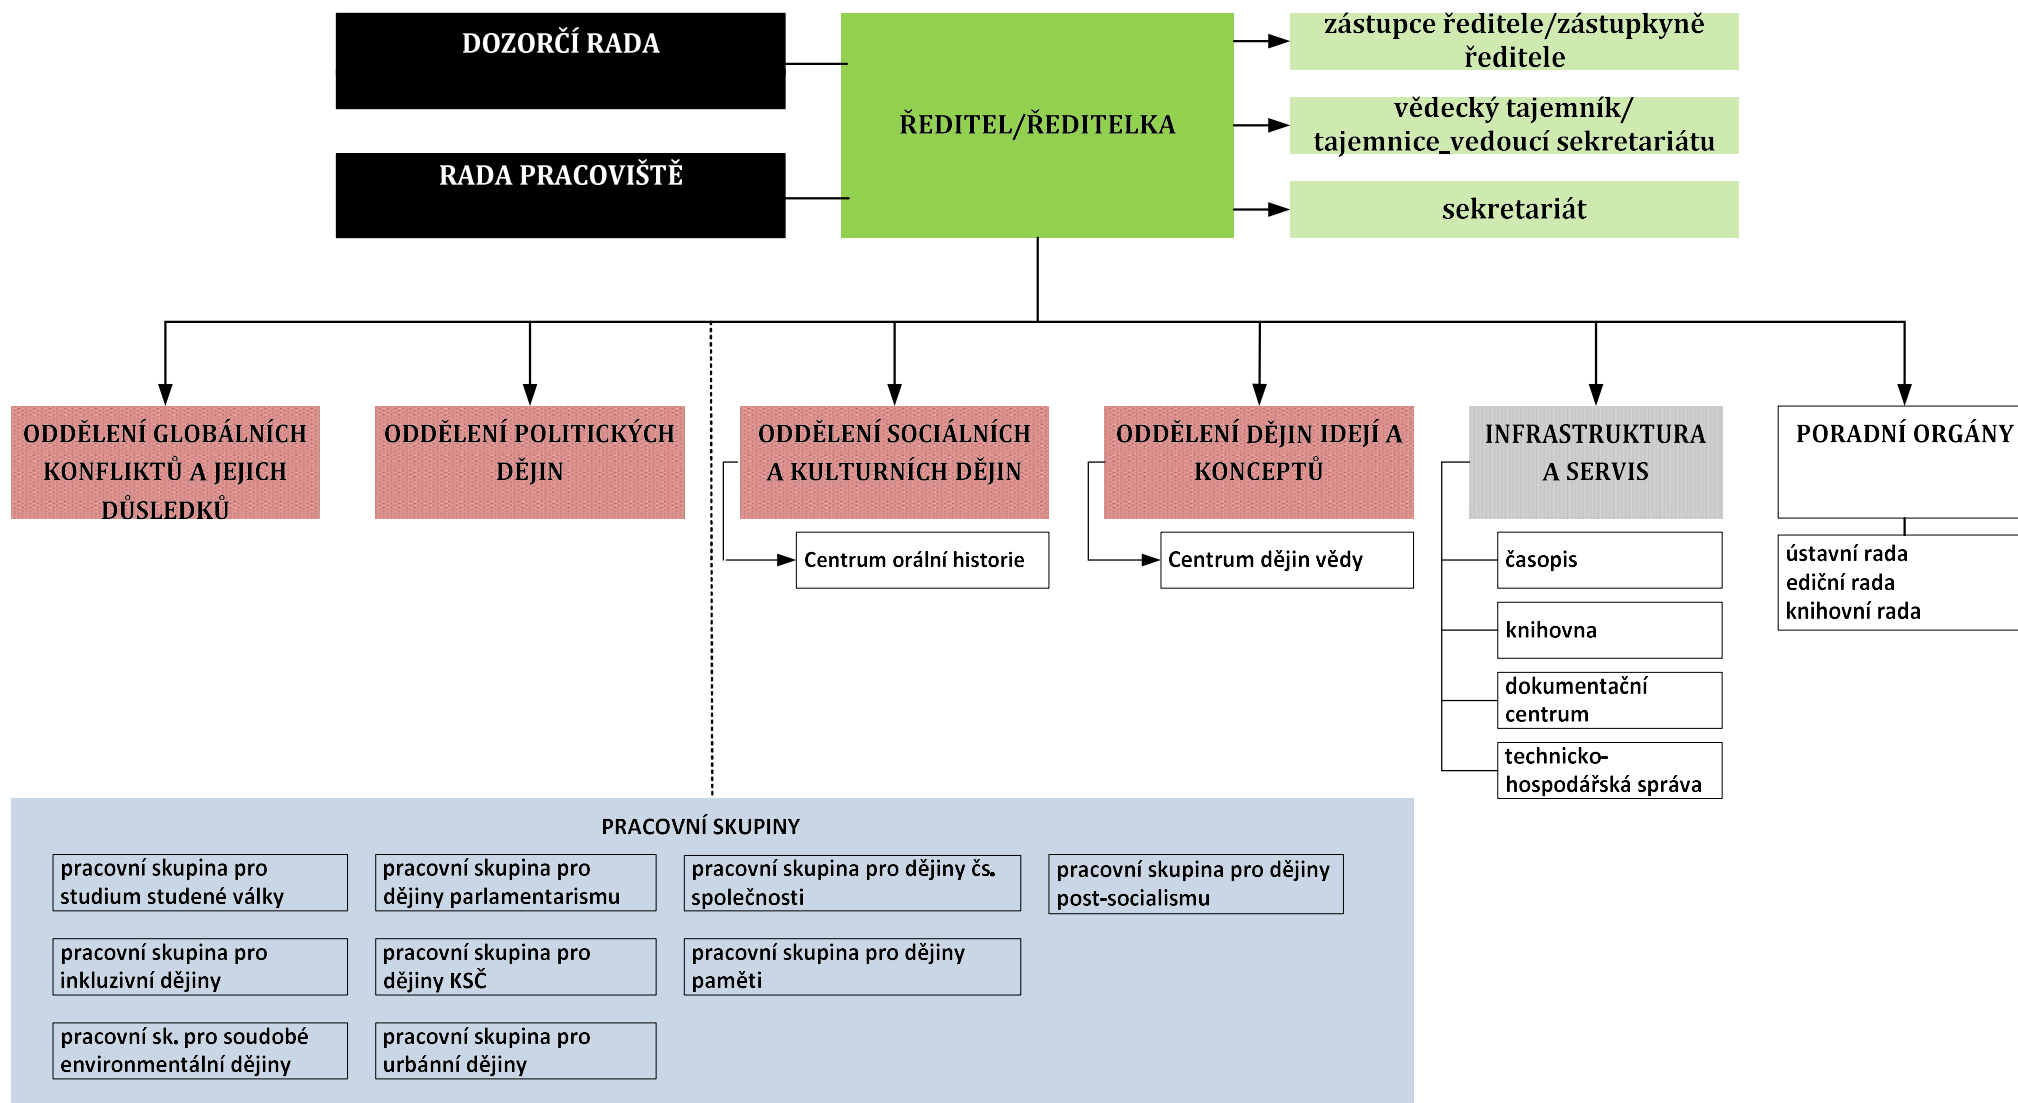 DOZORČÍ RADA
RADA PRACOVIŠTĚ
ŘEDITEL/ŘEDITELKA
zástupce ředitele/zástupkyně
ředitele
vědecký tajemník/
tajemnice_vedoucí sekretariátu
sekretariát
ODDĚLENÍ GLOBÁLNÍCH
KONFLIKTŮ A JEJICH
DŮSLEDKŮ
ODDĚLENÍ POLITICKÝCH
DĚJIN
ODDĚLENÍ SOCIÁLNÍCH
A KULTURNÍCH DĚJIN
Centrum orální historie
ODDĚLENÍ DĚJIN IDEJÍ A
KONCEPTŮ
Centrum dějin vědy
INFRASTRUKTURA
A SERVIS
časopis
knihovna
dokumentační
centrum
technicko-
hospodářská správa
PORADNÍ ORGÁNY
ústavní rada
ediční rada
knihovní rada
PRACOVNÍ SKUPINY
pracovní skupina pro
studium studené války
pracovní skupina pro
dějiny parlamentarismu
pracovní skupina pro dějiny čs.
společnosti
pracovní skupina pro dějiny
post-socialismu
pracovní skupina pro
inkluzivní dějiny
pracovní skupina pro
dějiny KSČ
pracovní skupina pro dějiny
paměti
pracovní sk. pro soudobé
environmentální dějiny
pracovní skupina pro
urbánní dějiny